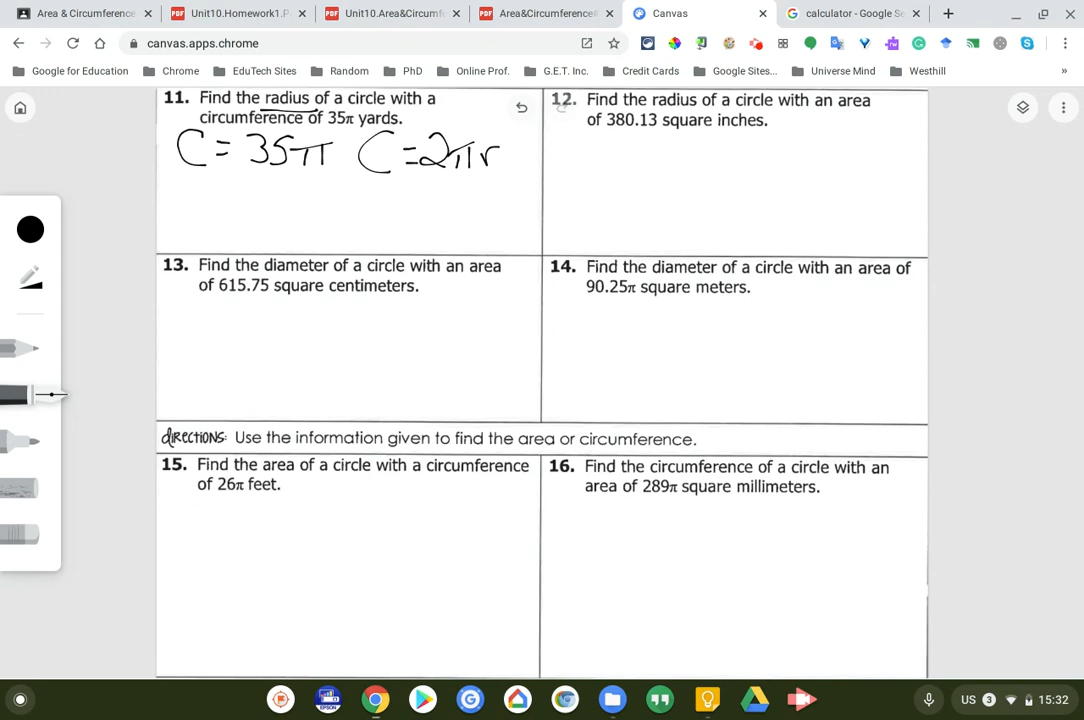 Area & Circumference
Unit10.Homework1.P
Unit10.Area&Circumf
Area&Circumference
Canvas
calculator - Google Se
canvas.apps.chrome
Google for Education
Chrome
EduTech Sites
Random
PhD
Online Prof.
G.E.T. Inc.
Credit Cards
Google Sites...
Universe Mind
Westhill
»
11. Find the radius of a circle with a
circumference of 35π yards.
C = 35π C = 2πr
12. Find the radius of a circle with an area
of 380.13 square inches.
13. Find the diameter of a circle with an area
of 615.75 square centimeters.
14. Find the diameter of a circle with an area of
90.25π square meters.
DIRECTIONS: Use the information given to find the area or circumference.
15. Find the area of a circle with a circumference
of 26π feet.
16. Find the circumference of a circle with an
area of 289π square millimeters.
EPSON
US 3 15:32